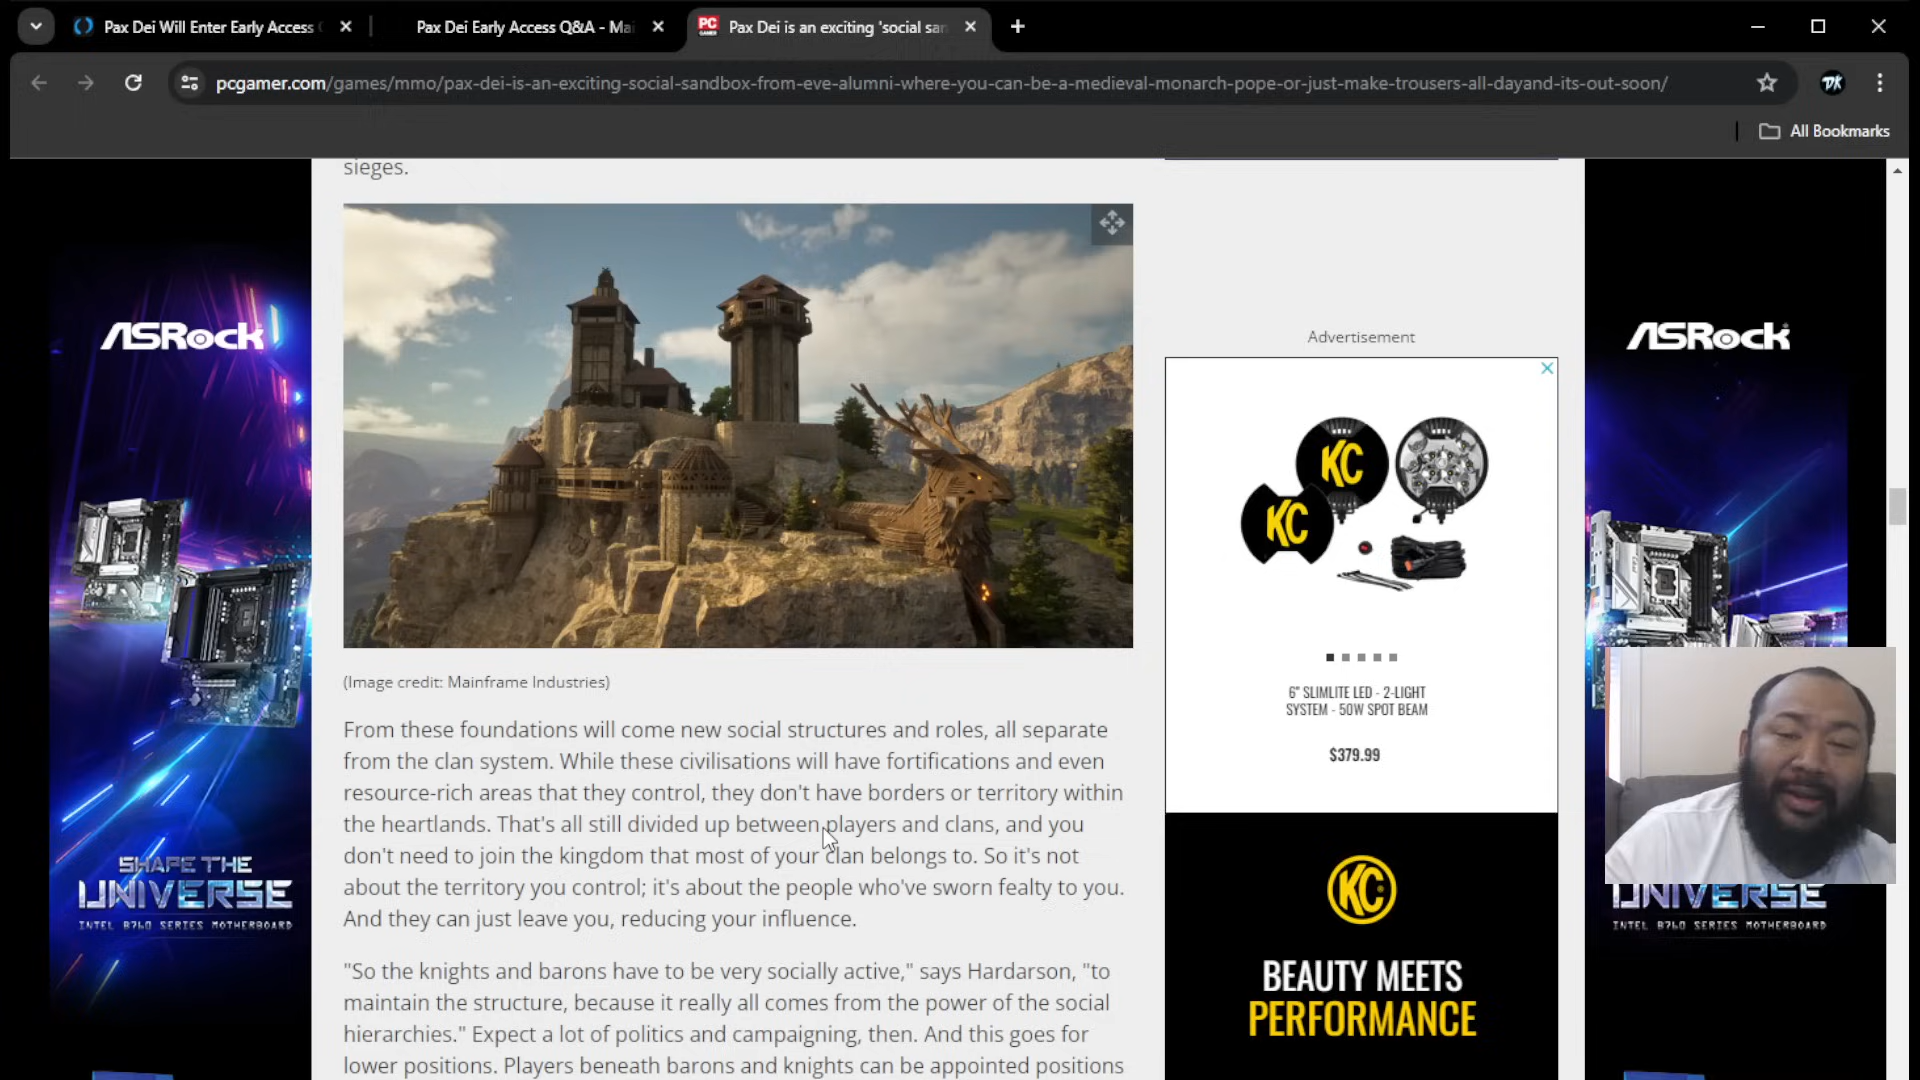 Pax Dei Will Enter Early Access
Pax Dei Early Access Q&A - Mai
PC
GAMER
Pax Dei is an exciting 'social san
pcgamer.com/games/mmo/pax-dei-is-an-exciting-social-sandbox-from-eve-alumni-where-you-can-be-a-medieval-monarch-pope-or-just-make-trousers-all-dayand-its-out-soon/
DK
All Bookmarks
sieges.
(Image credit: Mainframe Industries)
From these foundations will come new social structures and roles, all separate
from the clan system. While these civilisations will have fortifications and even
resource-rich areas that they control, they don't have borders or territory within
the heartlands. That's all still divided up between players and clans, and you
don't need to join the kingdom that most of your clan belongs to. So it's not
about the territory you control; it's about the people who've sworn fealty to you.
And they can just leave you, reducing your influence.
"So the knights and barons have to be very socially active," says Hardarson, "to
maintain the structure, because it really all comes from the power of the social
hierarchies." Expect a lot of politics and campaigning, then. And this goes for
lower positions. Players beneath barons and knights can be appointed positions
ASRock
SHAPE THE
UNIVERSE
INTEL B760 SERIES MOTHERBOARD
Advertisement
KC
KC
6" SLIMLITE LED - 2-LIGHT
SYSTEM - 50W SPOT BEAM
$379.99
KC
BEAUTY MEETS
PERFORMANCE
ASRock
UNIVERSE
INTEL B760 SERIES MOTHERBOARD